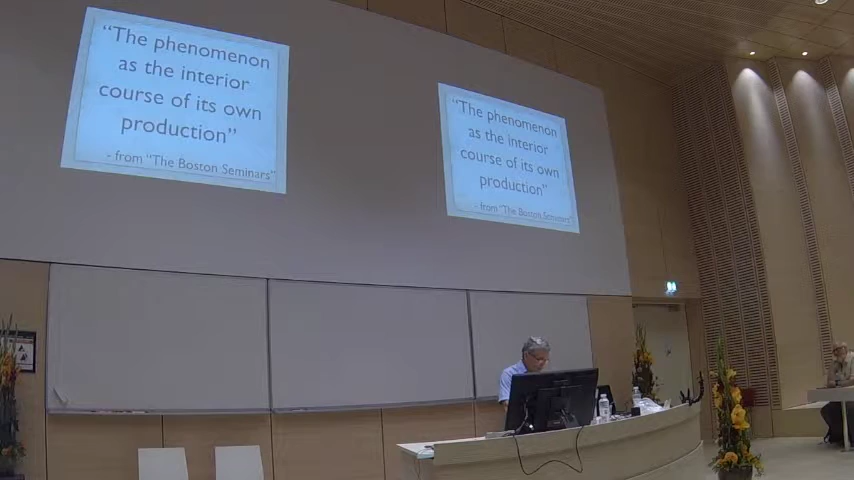 “The phenomenon
as the interior
course of its own
production”
- from “The Boston Seminars”
“The phenomenon
as the interior
course of its own
production”
- from “The Boston Seminars”